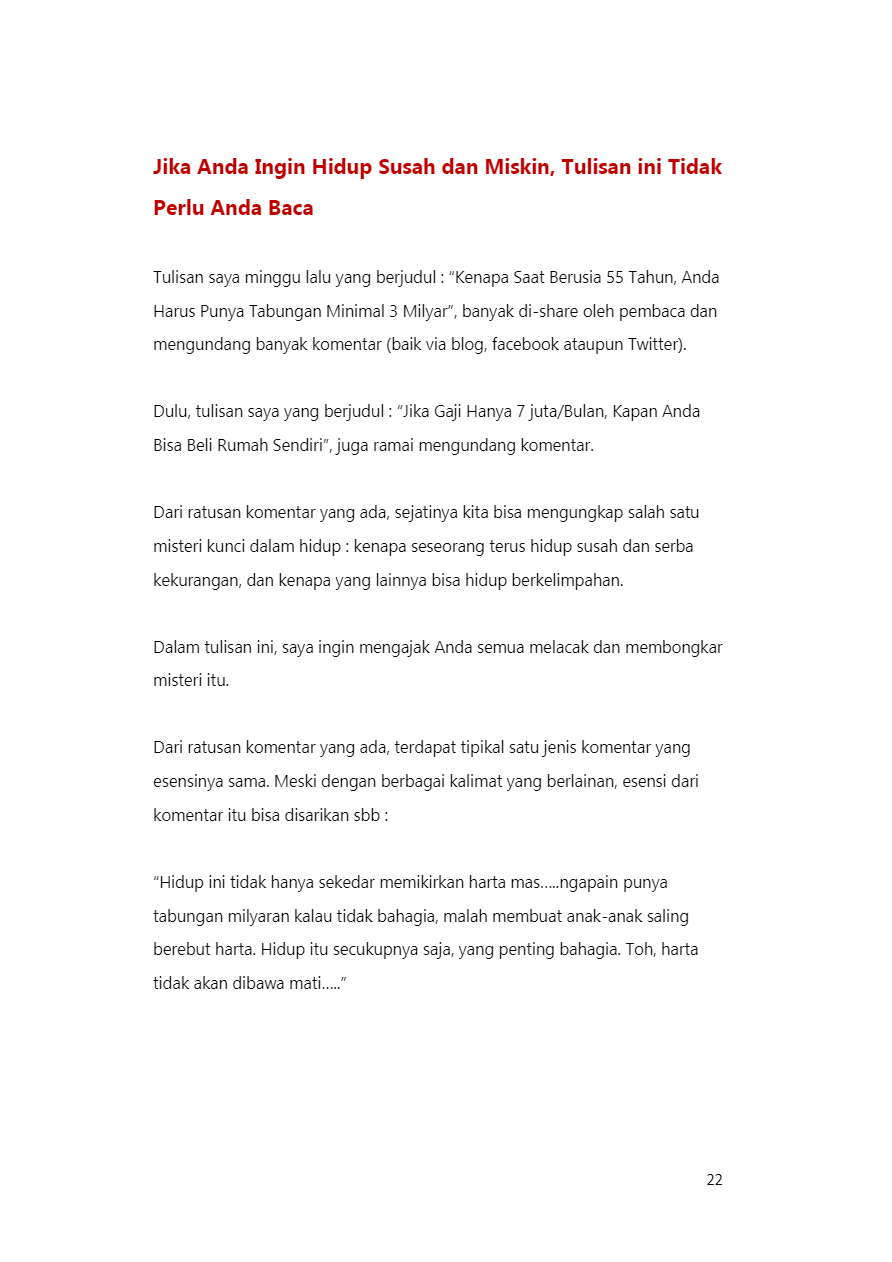 Jika Anda Ingin Hidup Susah dan Miskin, Tulisan ini Tidak
Perlu Anda Baca
Tulisan saya minggu lalu yang berjudul : “Kenapa Saat Berusia 55 Tahun, Anda
Harus Punya Tabungan Minimal 3 Milyar”, banyak di-share oleh pembaca dan
mengundang banyak komentar (baik via blog, facebook ataupun Twitter).
Dulu, tulisan saya yang berjudul : “Jika Gaji Hanya 7 juta/Bulan, Kapan Anda
Bisa Beli Rumah Sendiri”, juga ramai mengundang komentar.
Dari ratusan komentar yang ada, sejatinya kita bisa mengungkap salah satu
misteri kunci dalam hidup : kenapa seseorang terus hidup susah dan serba
kekurangan, dan kenapa yang lainnya bisa hidup berkelimpahan.
Dalam tulisan ini, saya ingin mengajak Anda semua melacak dan membongkar
misteri itu.
Dari ratusan komentar yang ada, terdapat tipikal satu jenis komentar yang
esensinya sama. Meski dengan berbagai kalimat yang berlainan, esensi dari
komentar itu bisa disarikan sbb :
“Hidup ini tidak hanya sekedar memikirkan harta mas…..ngapain punya
tabungan milyaran kalau tidak bahagia, malah membuat anak-anak saling
berebut harta. Hidup itu secukupnya saja, yang penting bahagia. Toh, harta
tidak akan dibawa mati…..”
22